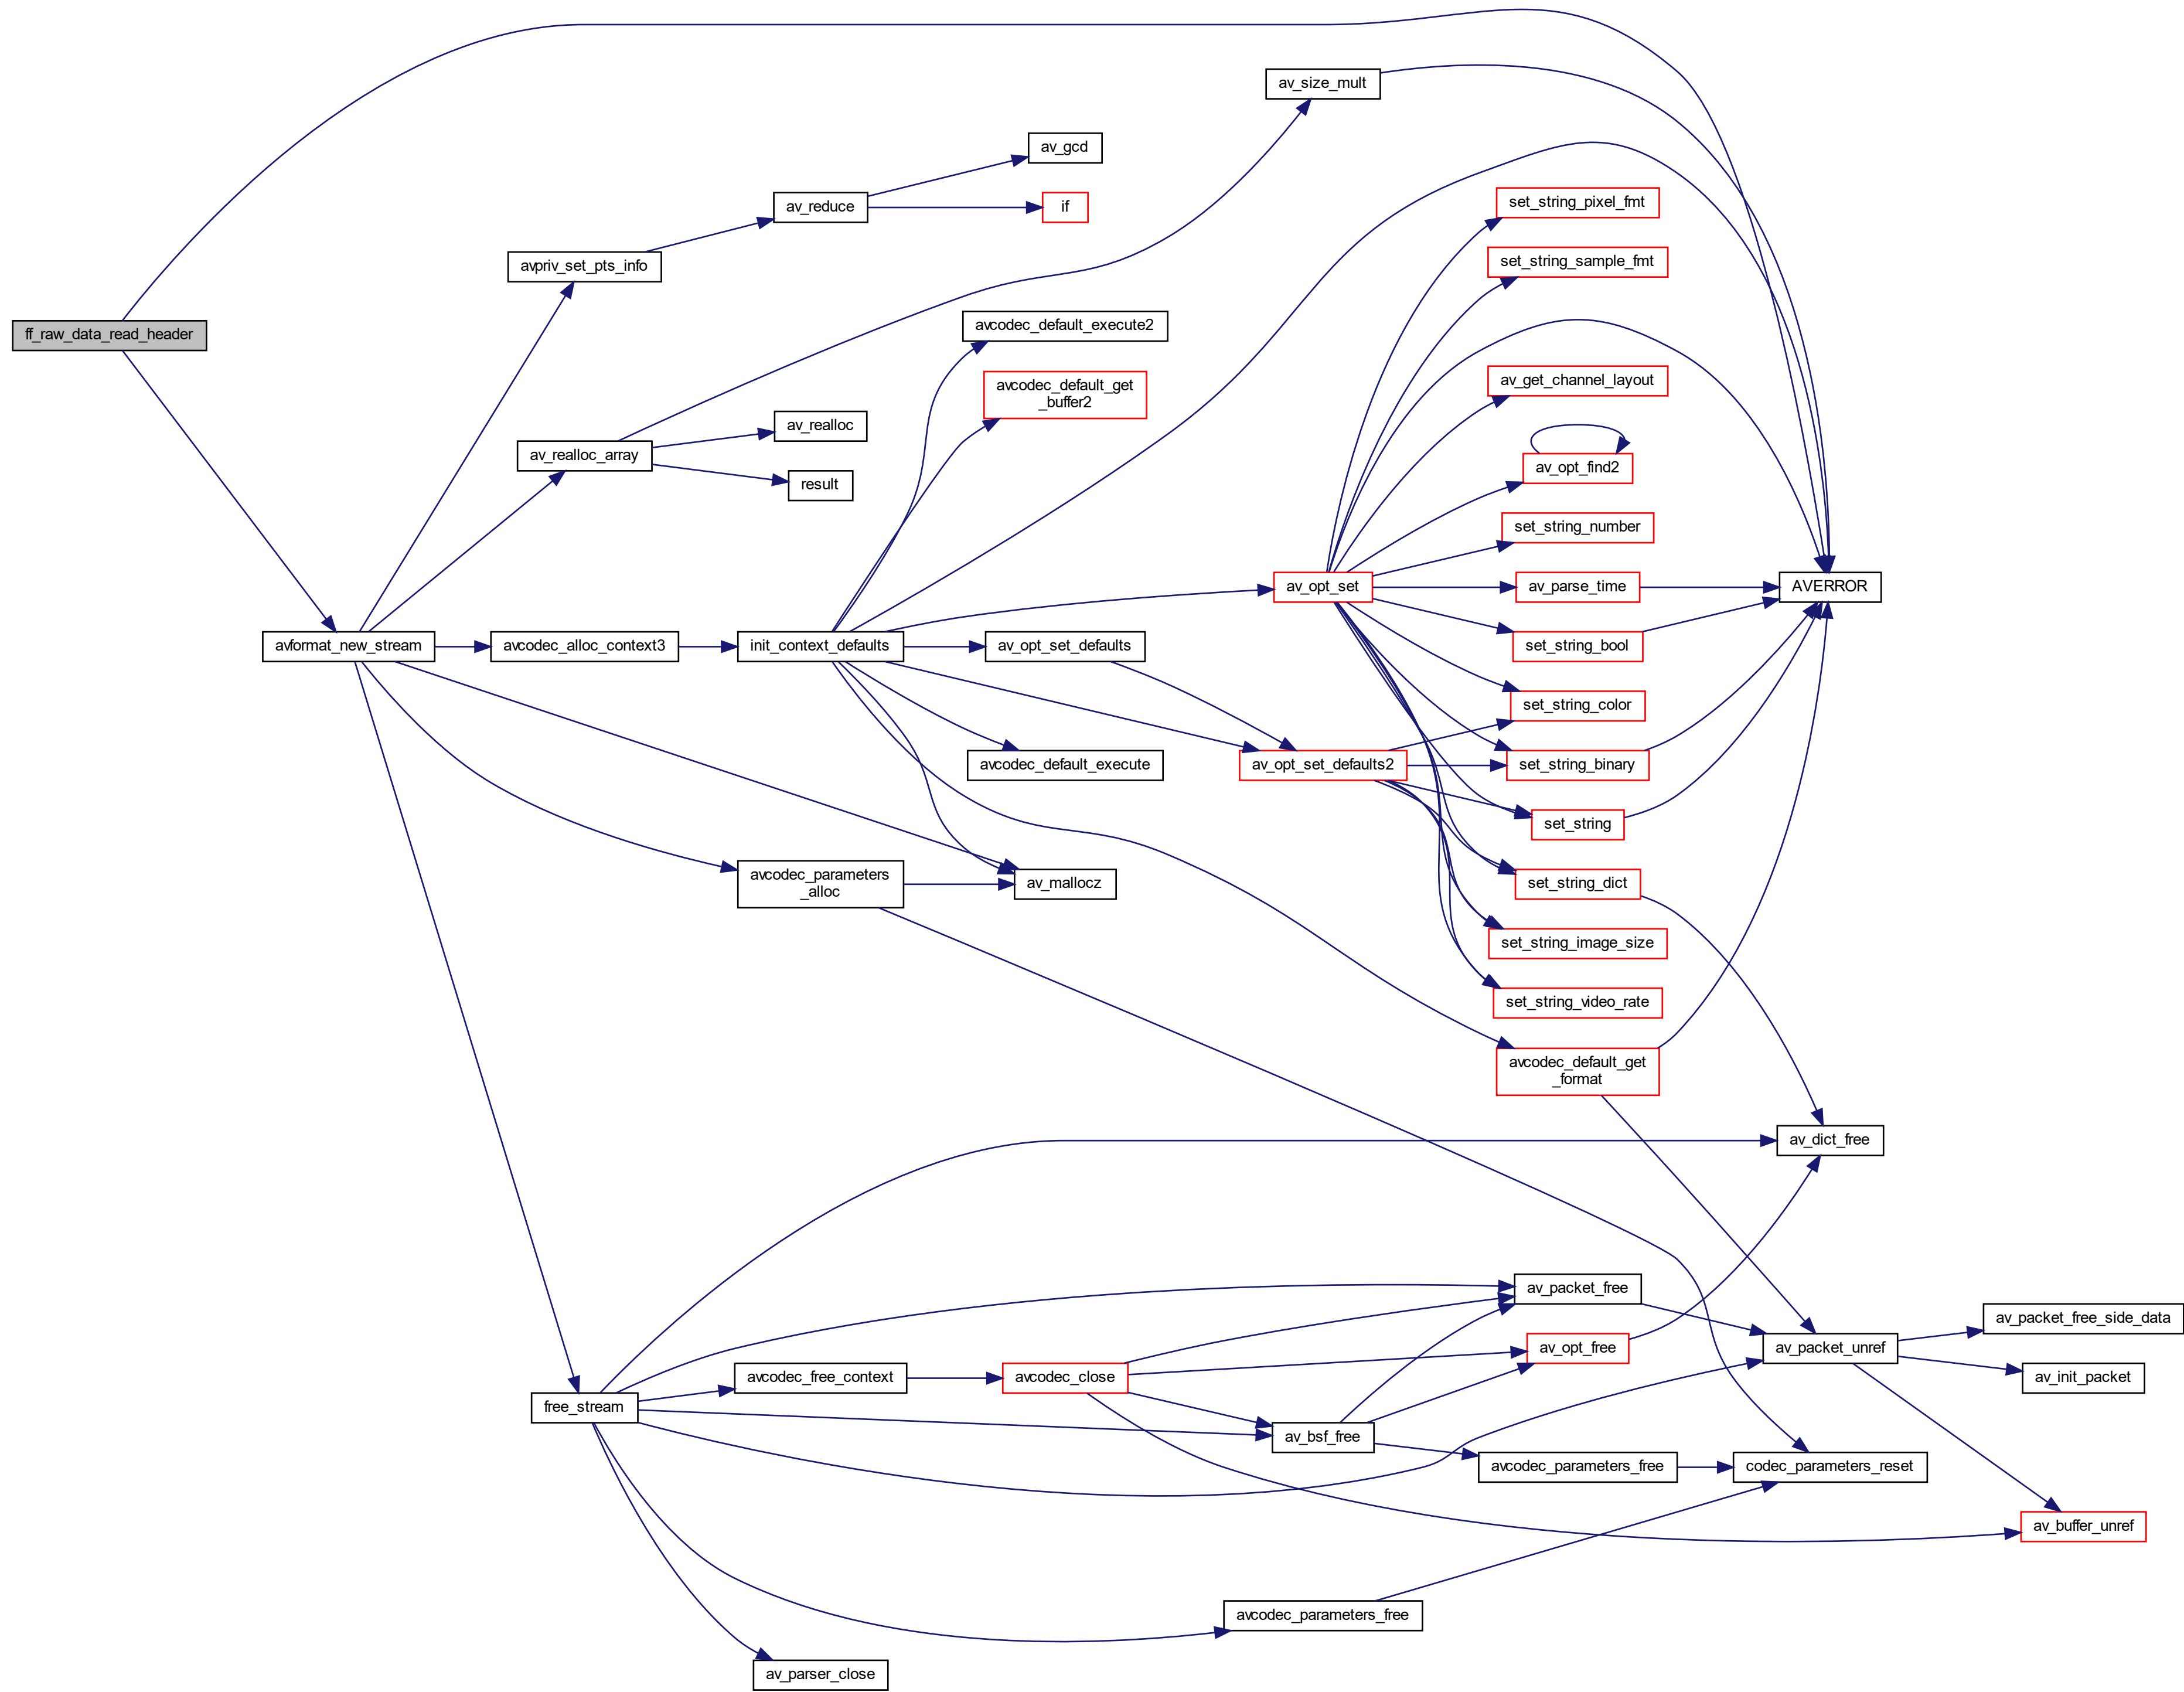 av_size_mult
av_gcd
set_string_pixel_fmt
av_reduce
if
set_string_sample_fmt
avpriv_set_pts_info
avcodec_default_execute2
ff_raw_data_read_header
av_get_channel_layout
avcodec_default_get
_buffer2
av_realloc
av_realloc_array
av_opt_find2
result
set_string_number
av_opt_set
av_parse_time
AVERROR
avformat_new_stream
avcodec_alloc_context3
init_context_defaults
av_opt_set_defaults
set_string_bool
set_string_color
avcodec_default_execute
av_opt_set_defaults2
set_string_binary
set_string
avcodec_parameters
_alloc
av_mallocz
set_string_dict
set_string_image_size
set_string_video_rate
avcodec_default_get
_format
av_dict_free
av_packet_free
av_packet_free_side_data
av_opt_free
av_packet_unref
avcodec_free_context
avcodec_close
av_init_packet
free_stream
av_bsf_free
avcodec_parameters_free
codec_parameters_reset
av_buffer_unref
avcodec_parameters_free
av_parser_close